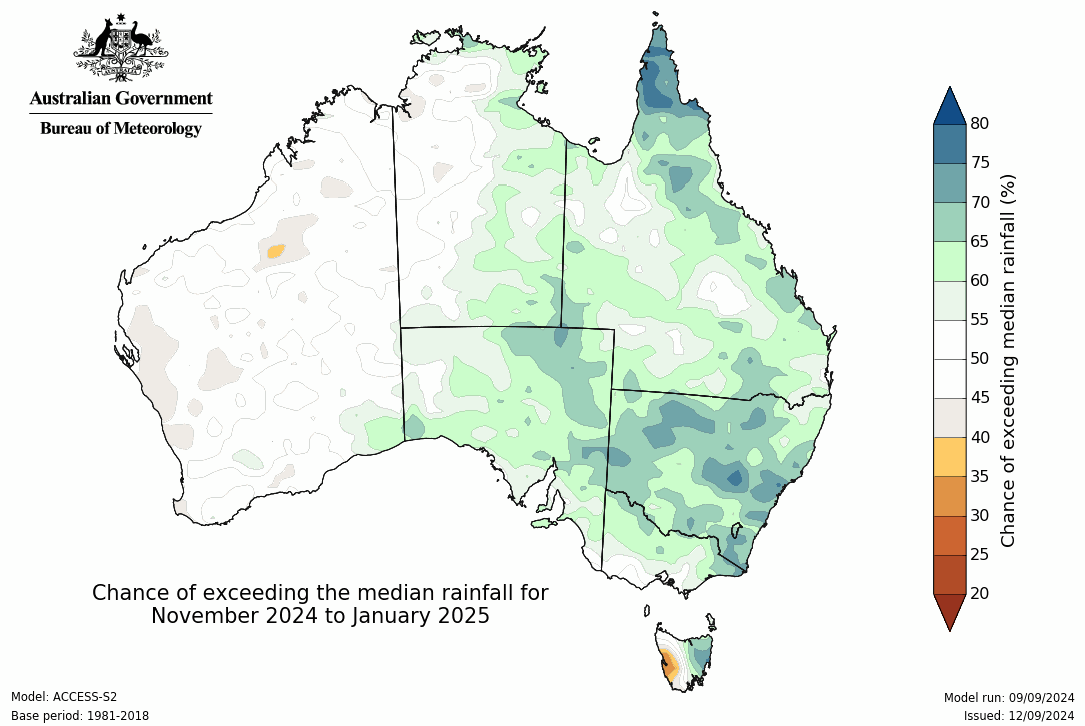 Australian Government
Bureau of Meteorology
80
75
70
65
60
55
50
45
40
35
30
25
20
Chance of exceeding median rainfall (%)
Chance of exceeding the median rainfall for
November 2024 to January 2025
Model: ACCESS-S2
Base period: 1981-2018
Model run: 09/09/2024
Issued: 12/09/2024